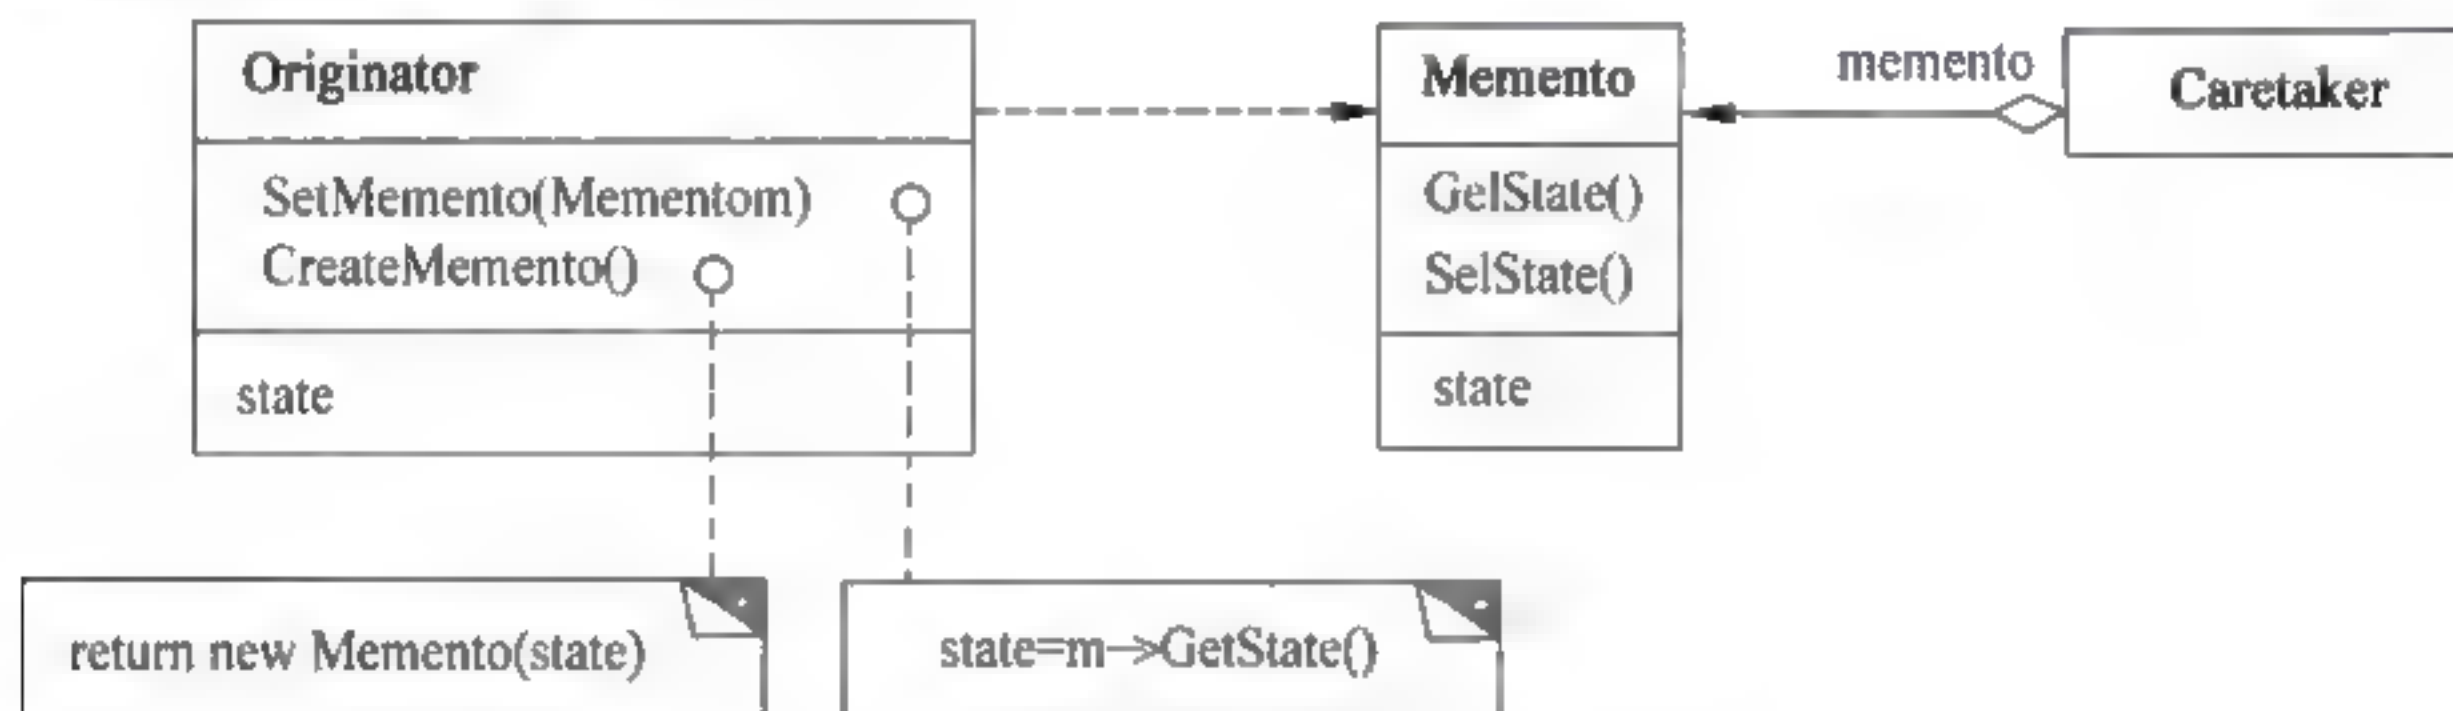 Originator
SetMemento(Mementom)
CreateMemento()
state
Memento
GelState()
SelState()
state
memento
Caretaker
return new Memento(state)
state=m->GetState()